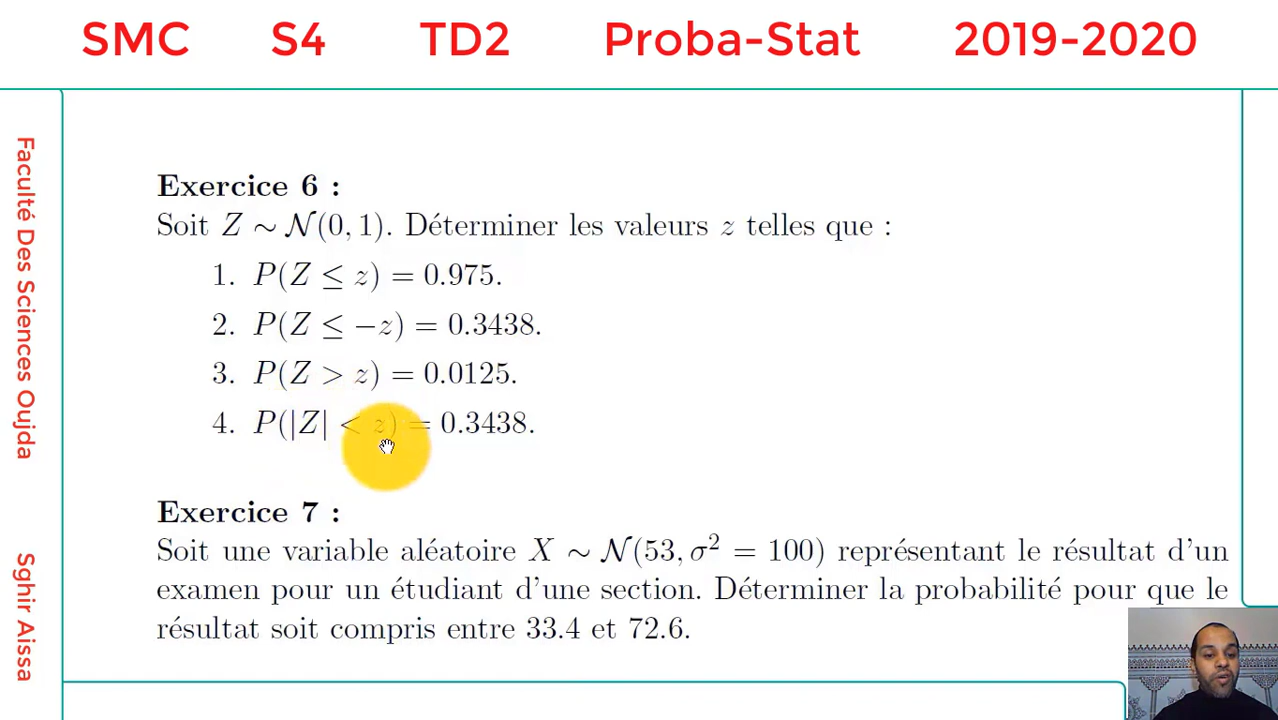 SMC S4 TD2 Proba-Stat 2019-2020
Faculté Des Sciences Oujda
Sghir Aissa
Exercice 6 :
Soit Z ∼ N(0, 1). Déterminer les valeurs z telles que :
1. P(Z ≤ z) = 0.975.
2. P(Z ≤ −z) = 0.3438.
3. P(Z > z) = 0.0125.
4. P(|Z| < z) = 0.3438.
Exercice 7 :
Soit une variable aléatoire X ∼ N(53, σ² = 100) représentant le résultat d'un
examen pour un étudiant d'une section. Déterminer la probabilité pour que le
résultat soit compris entre 33.4 et 72.6.